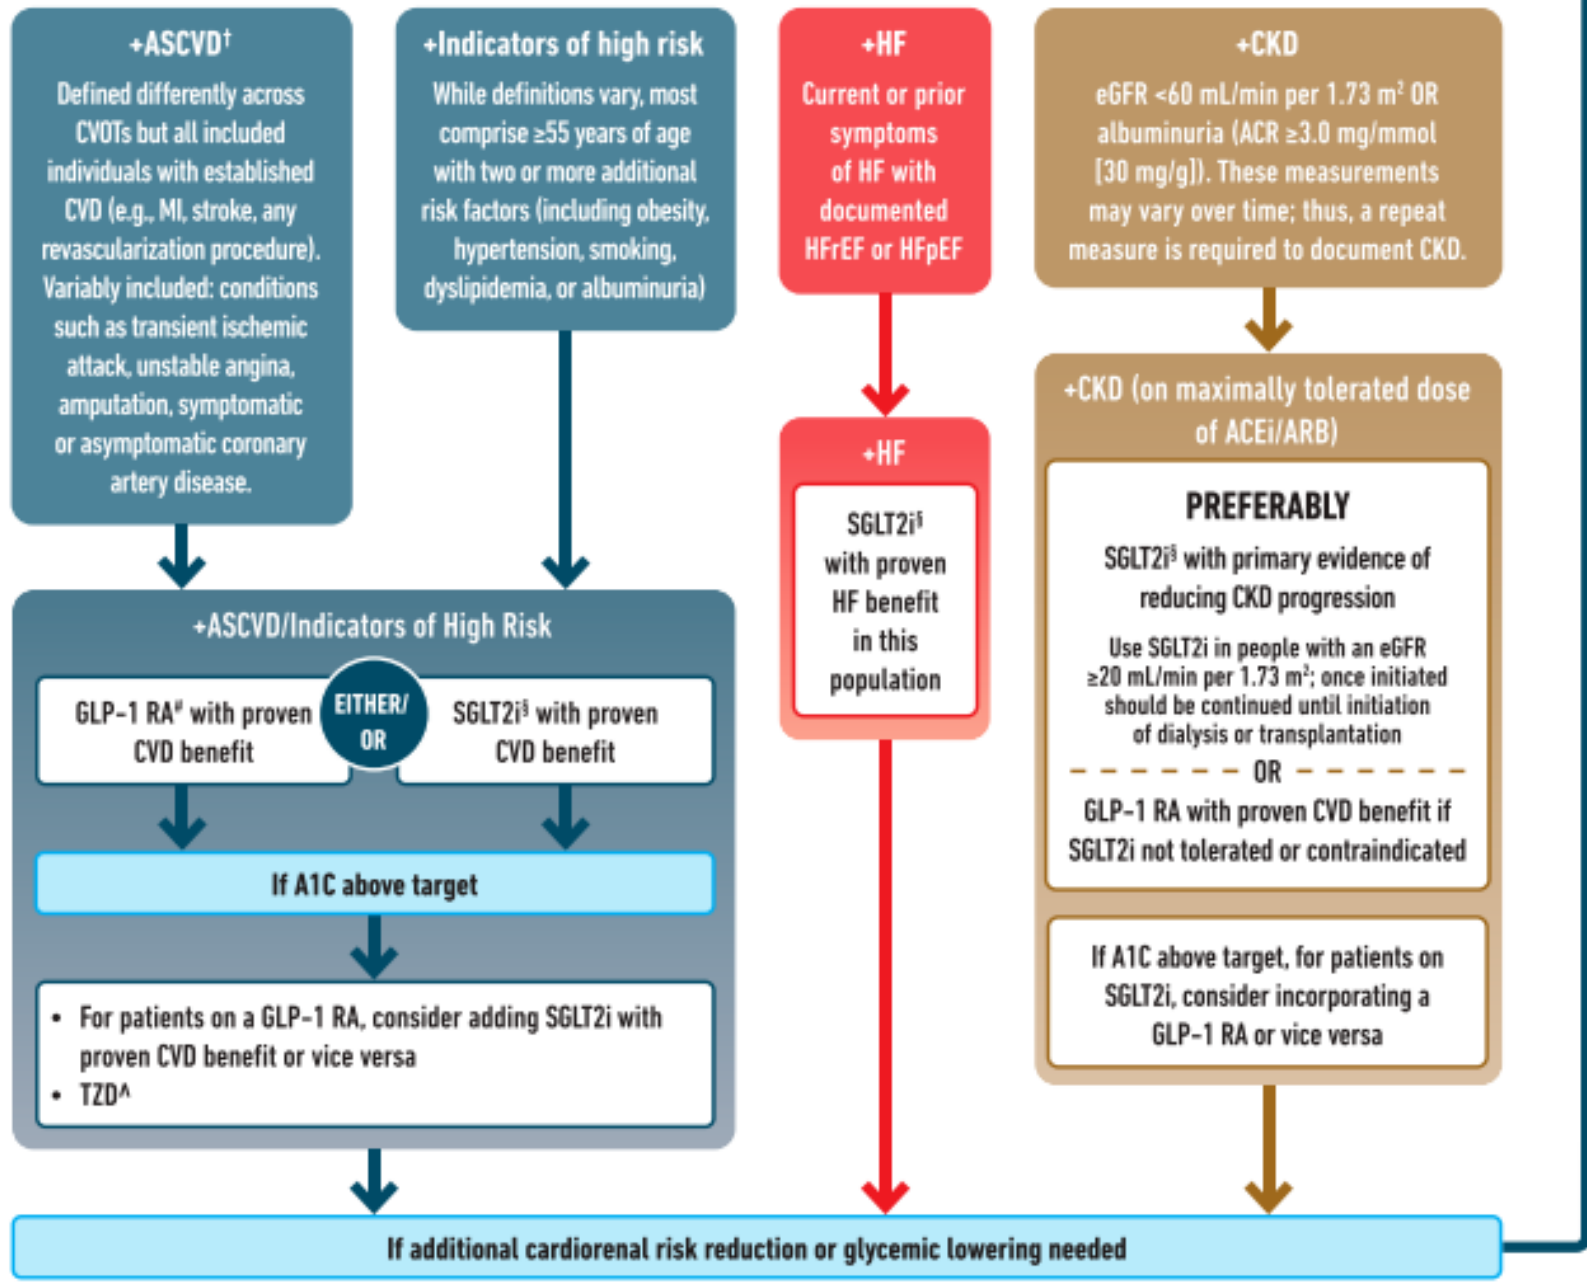 +ASCVD†
Defined differently across
CVOTs but all included
individuals with established
CVD (e.g., MI, stroke, any
revascularization procedure).
Variably included: conditions
such as transient ischemic
attack, unstable angina,
amputation, symptomatic
or asymptomatic coronary
artery disease.
+Indicators of high risk
While definitions vary, most
comprise ≥55 years of age
with two or more additional
risk factors (including obesity,
hypertension, smoking,
dyslipidemia, or albuminuria)
+HF
Current or prior
symptoms
of HF with
documented
HFrEF or HFpEF
+CKD
eGFR <60 mL/min per 1.73 m² OR
albuminuria (ACR ≥3.0 mg/mmol
[30 mg/g]). These measurements
may vary over time; thus, a repeat
measure is required to document CKD.
+ASCVD/Indicators of High Risk
GLP-1 RA# with proven
CVD benefit
EITHER/
OR
SGLT2i§ with proven
CVD benefit
If A1C above target
• For patients on a GLP-1 RA, consider adding SGLT2i with
proven CVD benefit or vice versa
• TZD^
+HF
SGLT2i§
with proven
HF benefit
in this
population
+CKD (on maximally tolerated dose
of ACEi/ARB)
PREFERABLY
SGLT2i§ with primary evidence of
reducing CKD progression
Use SGLT2i in people with an eGFR
≥20 mL/min per 1.73 m²; once initiated
should be continued until initiation
of dialysis or transplantation
OR
GLP-1 RA with proven CVD benefit if
SGLT2i not tolerated or contraindicated
If A1C above target, for patients on
SGLT2i, consider incorporating a
GLP-1 RA or vice versa
If additional cardiorenal risk reduction or glycemic lowering needed